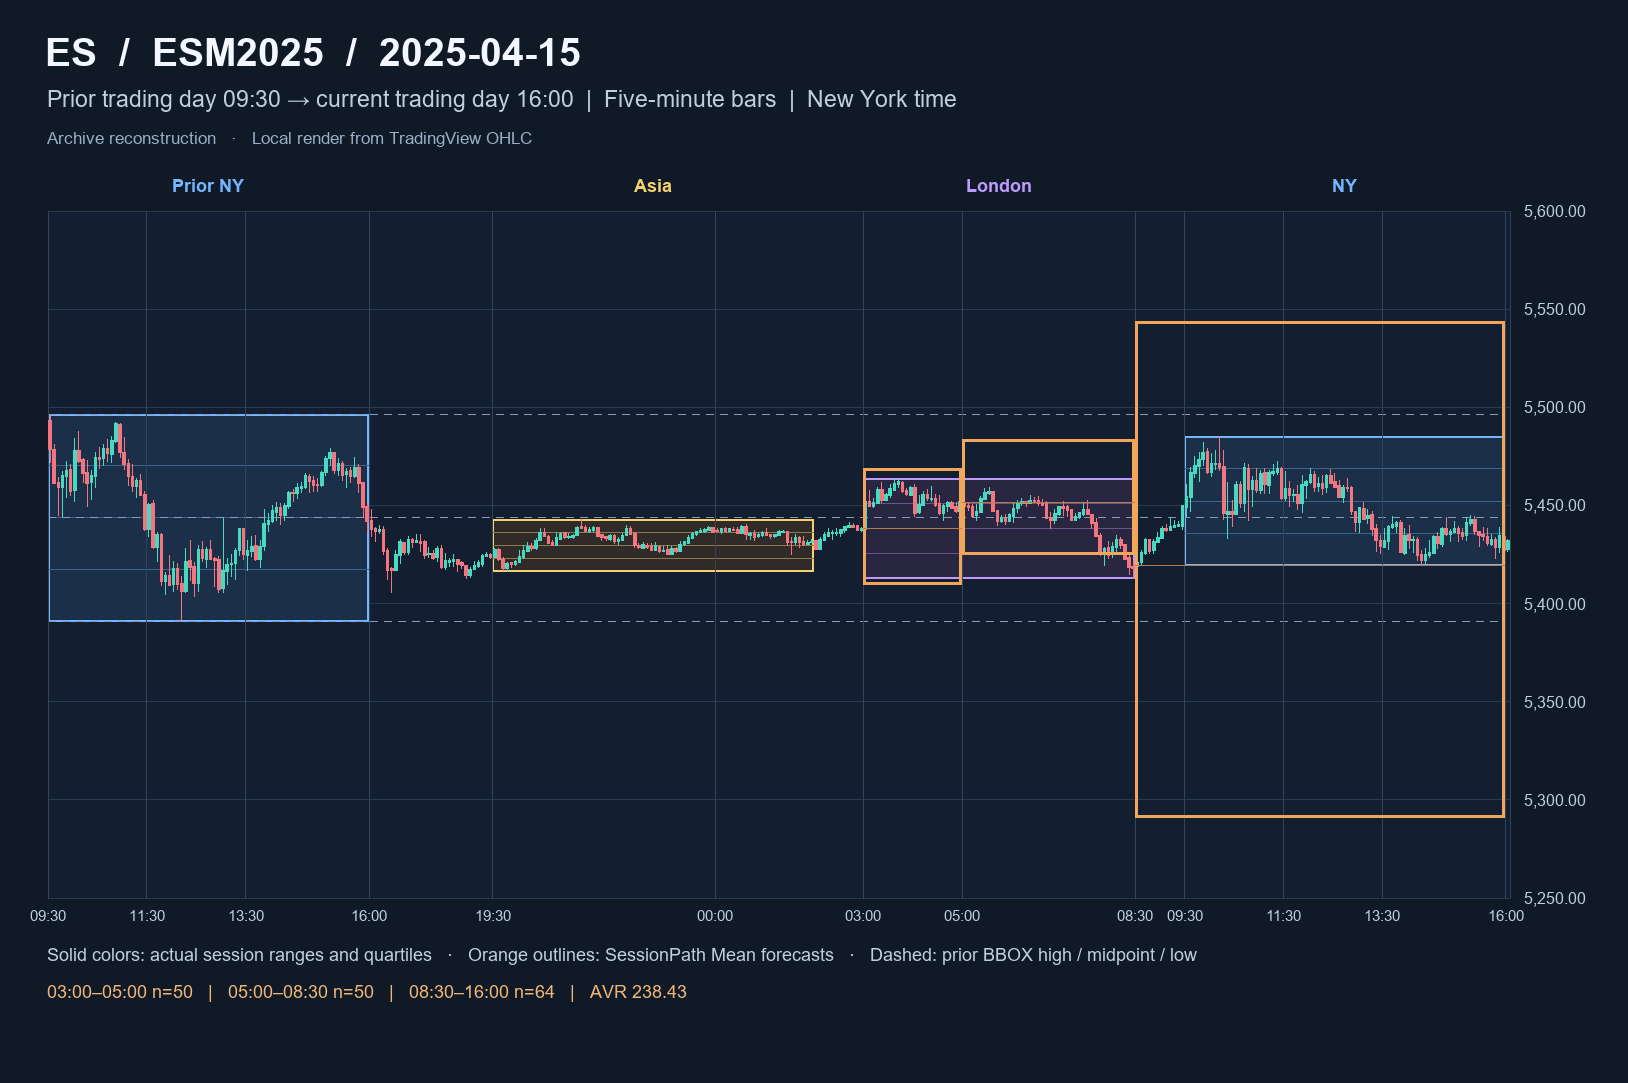 ES / ESM2025 / 2025-04-15
Prior trading day 09:30 → current trading day 16:00 | Five-minute bars | New York time
Archive reconstruction · Local render from TradingView OHLC
Prior NY Asia London NY
5,600.00
5,550.00
5,500.00
5,450.00
5,400.00
5,350.00
5,300.00
5,250.00
09:30 11:30 13:30 16:00 19:30 00:00 03:00 05:00 08:30 09:30 11:30 13:30 16:00
Solid colors: actual session ranges and quartiles · Orange outlines: SessionPath Mean forecasts · Dashed: prior BBOX high / midpoint / low
03:00–05:00 n=50 | 05:00–08:30 n=50 | 08:30–16:00 n=64 | AVR 238.43